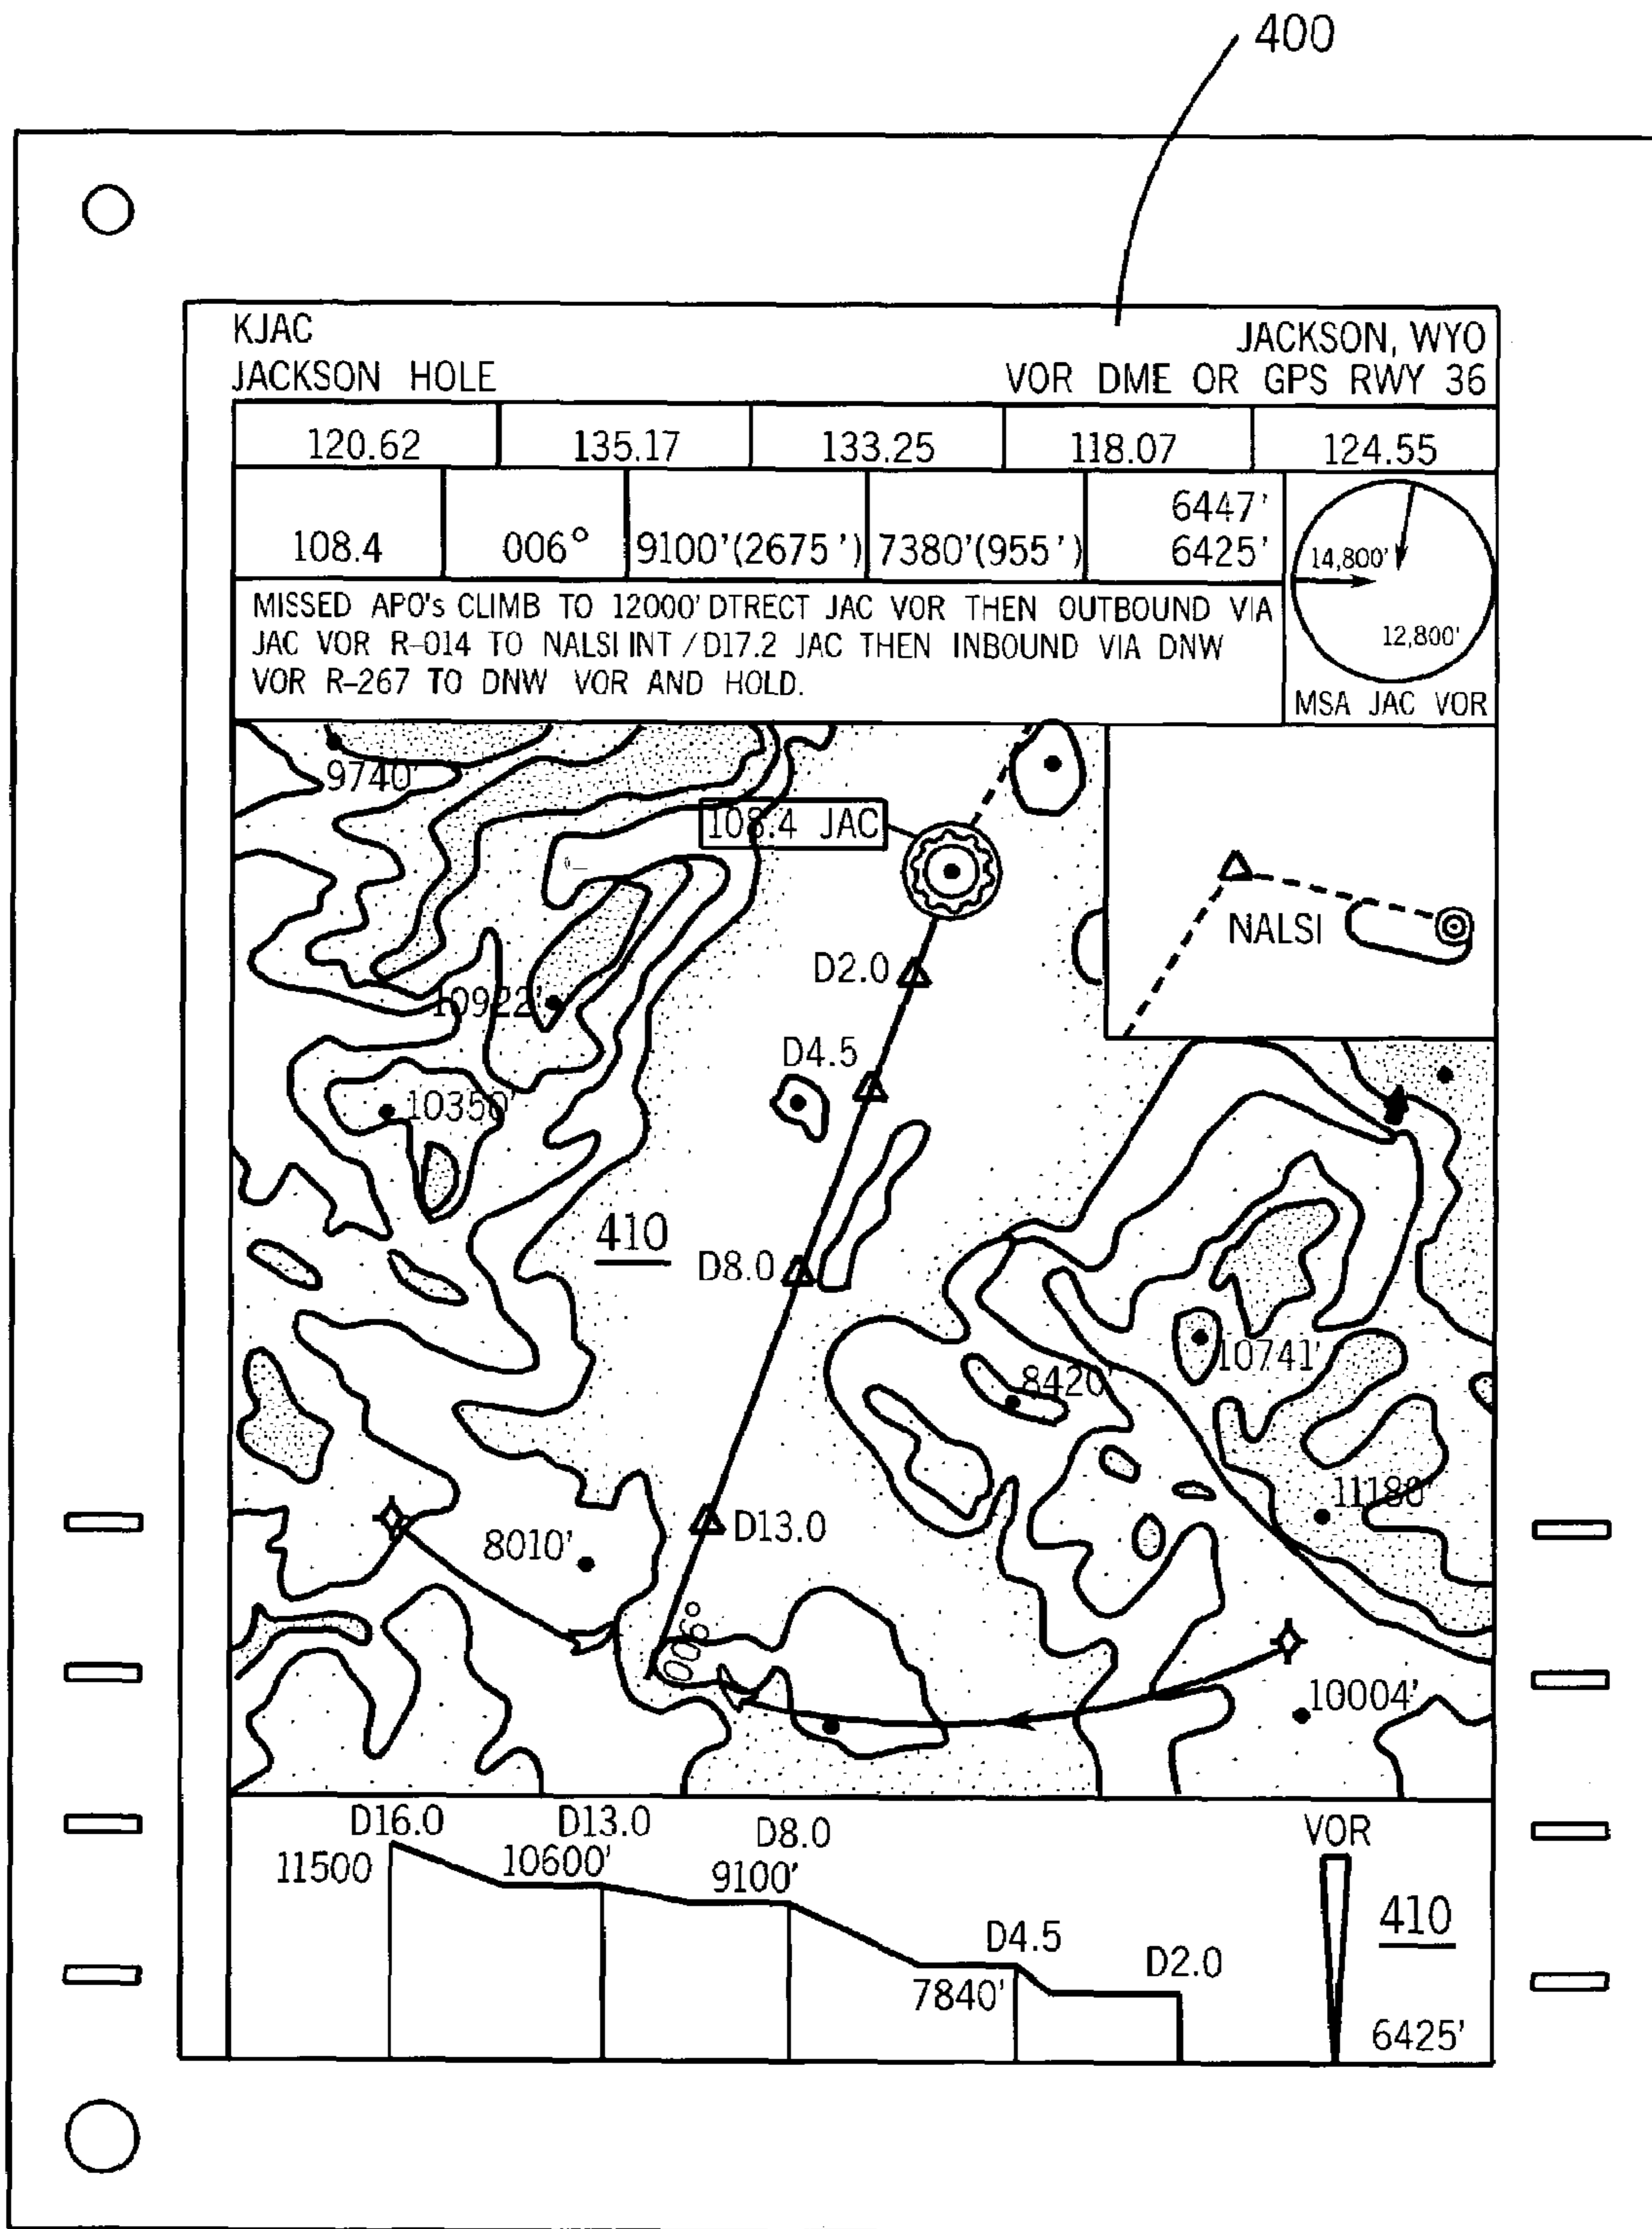 400
KJAC
JACKSON, WYO
JACKSON HOLE
VOR DME OR GPS RWY 36
120.62 135.17 133.25 118.07 124.55
6447'
108.4 006° 9100'(2675') 7380'(955') 6425'
14,800'
12,800'
MSA JAC VOR
MISSED APO's CLIMB TO 12000' DTRECT JAC VOR THEN OUTBOUND VIA
JAC VOR R-014 TO NALSI INT /D17.2 JAC THEN INBOUND VIA DNW
VOR R-267 TO DNW VOR AND HOLD.
9740'
108.4 JAC
NALSI
D2.0
10922'
D4.5
10350'
410
D8.0
10741'
8420'
11180'
D13.0
8010'
006°
10004'
D16.0 D13.0 D8.0 VOR
11500 10600' 9100'
410
D4.5
D2.0
7840'
6425'